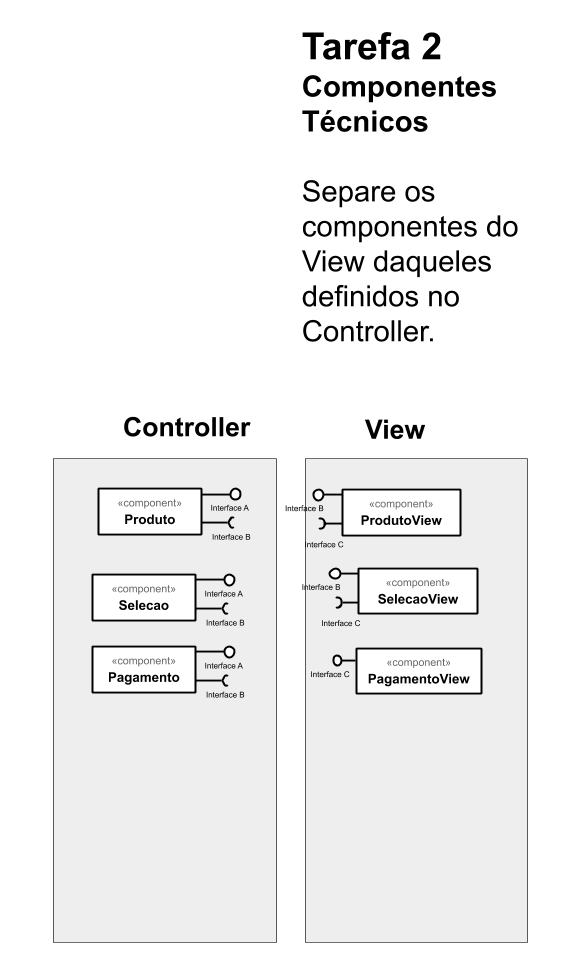 Tarefa 2
Componentes
Técnicos
Separe os
componentes do
View daqueles
definidos no
Controller.
Controller
«component»
Produto
Interface A
Interface B
«component»
Selecao
Interface A
Interface B
«component»
Pagamento
Interface A
Interface B
View
«component»
ProdutoView
Interface B
Interface C
«component»
SelecaoView
Interface B
Interface C
«component»
PagamentoView
Interface C